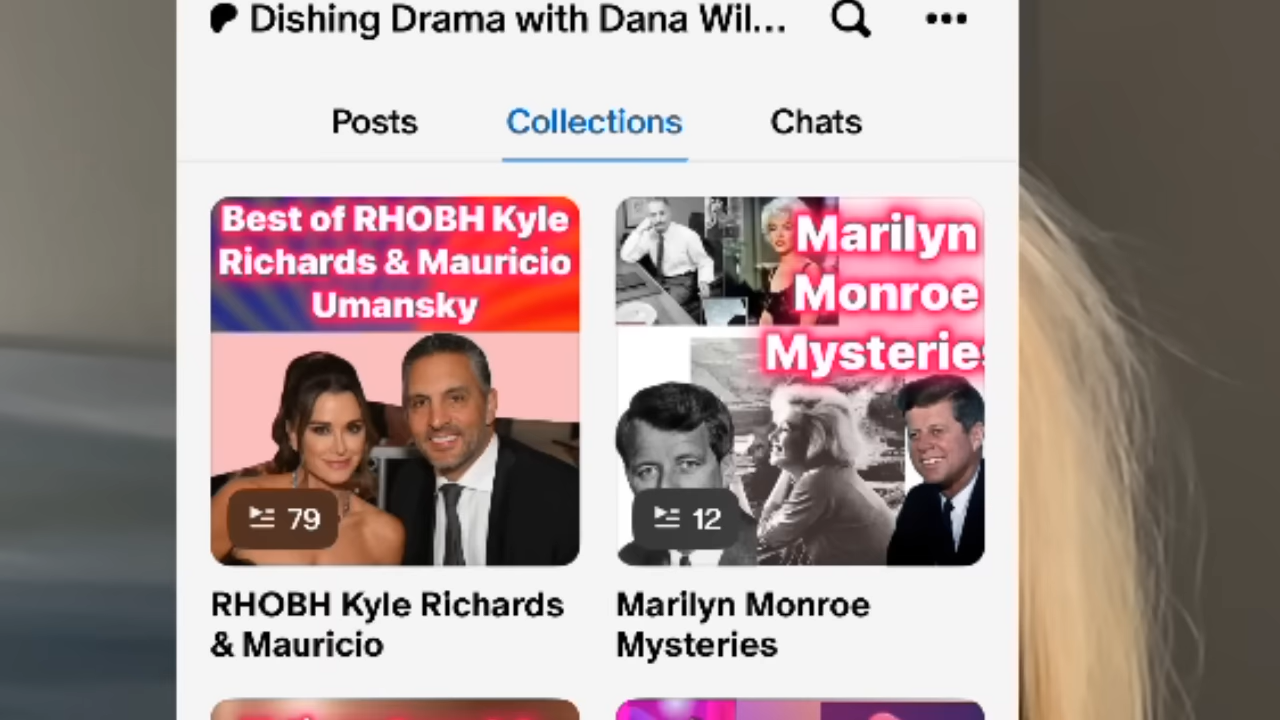 Dishing Drama with Dana Wil...
Posts
Collections
Chats
Best of RHOBH Kyle
Richards & Mauricio
Umansky
79
RHOBH Kyle Richards
& Mauricio
Marilyn
Monroe
Mysteries
12
Marilyn Monroe
Mysteries